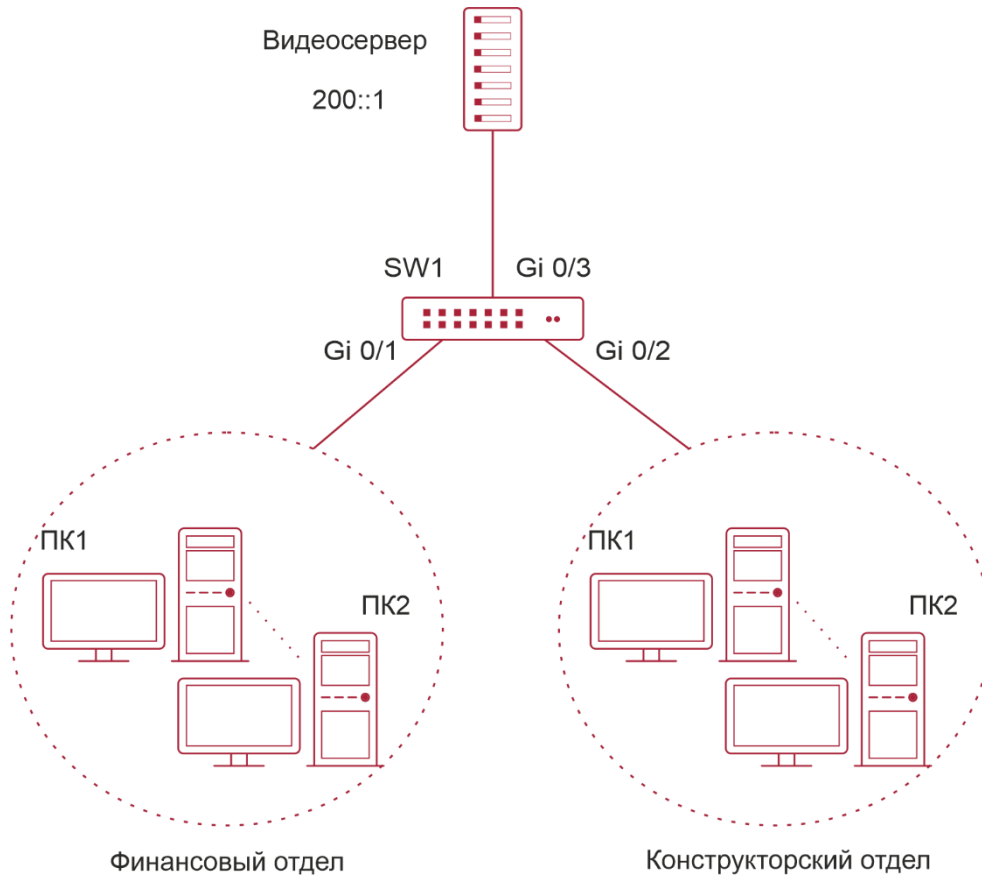 Видеосервер
200::1
SW1
Gi 0/3
Gi 0/1
Gi 0/2
ПК1
ПК2
ПК1
ПК2
Финансовый отдел
Конструкторский отдел